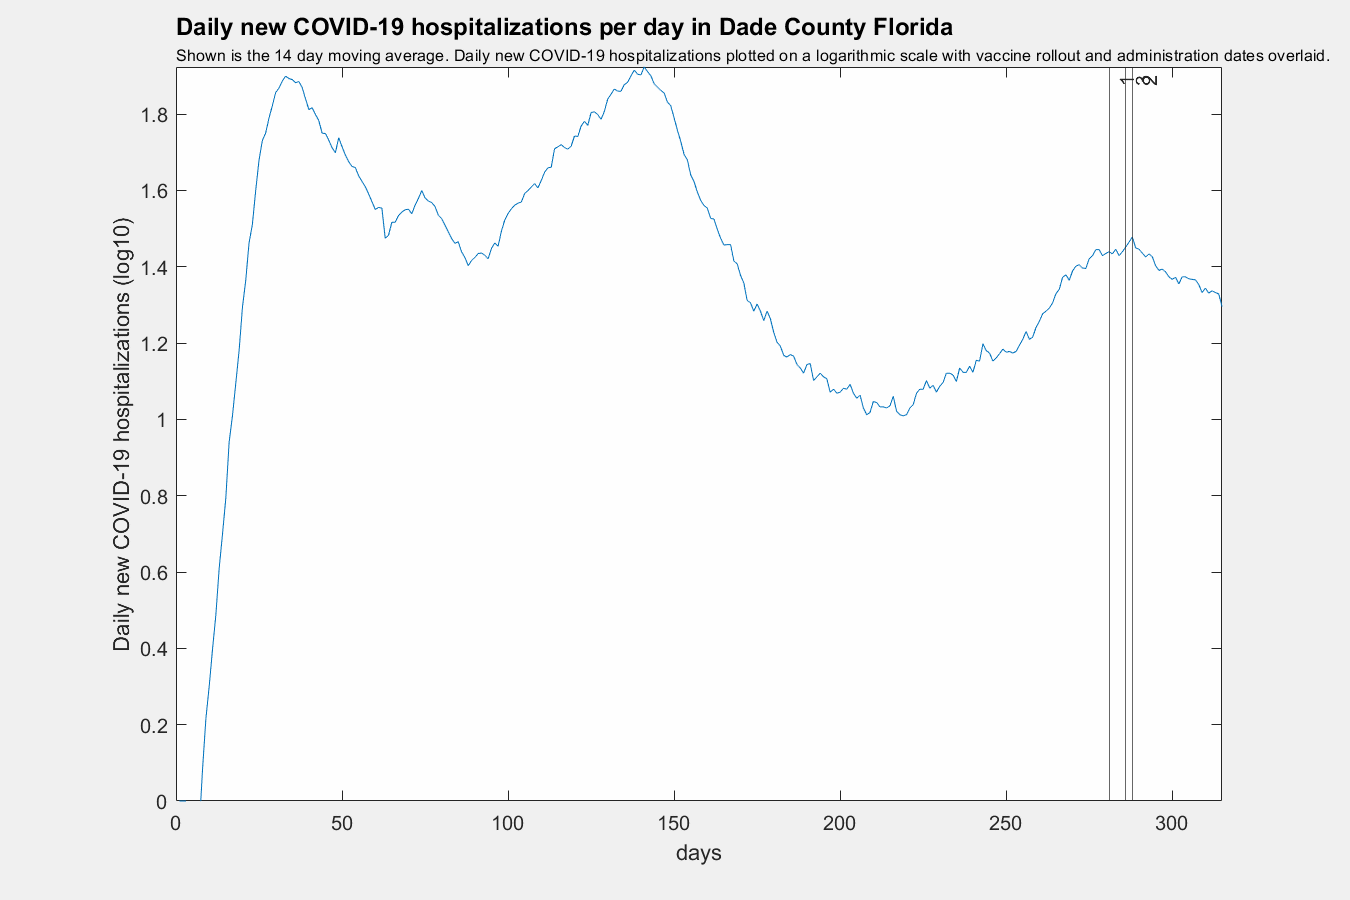 Daily new COVID-19 hospitalizations per day in Dade County Florida
Shown is the 14 day moving average. Daily new COVID-19 hospitalizations plotted on a logarithmic scale with vaccine rollout and administration dates overlaid.
1
3
2
1.8
1.6
1.4
1.2
1
0.8
0.6
0.4
0.2
0
Daily new COVID-19 hospitalizations (log10)
0 50 100 150 200 250 300
days